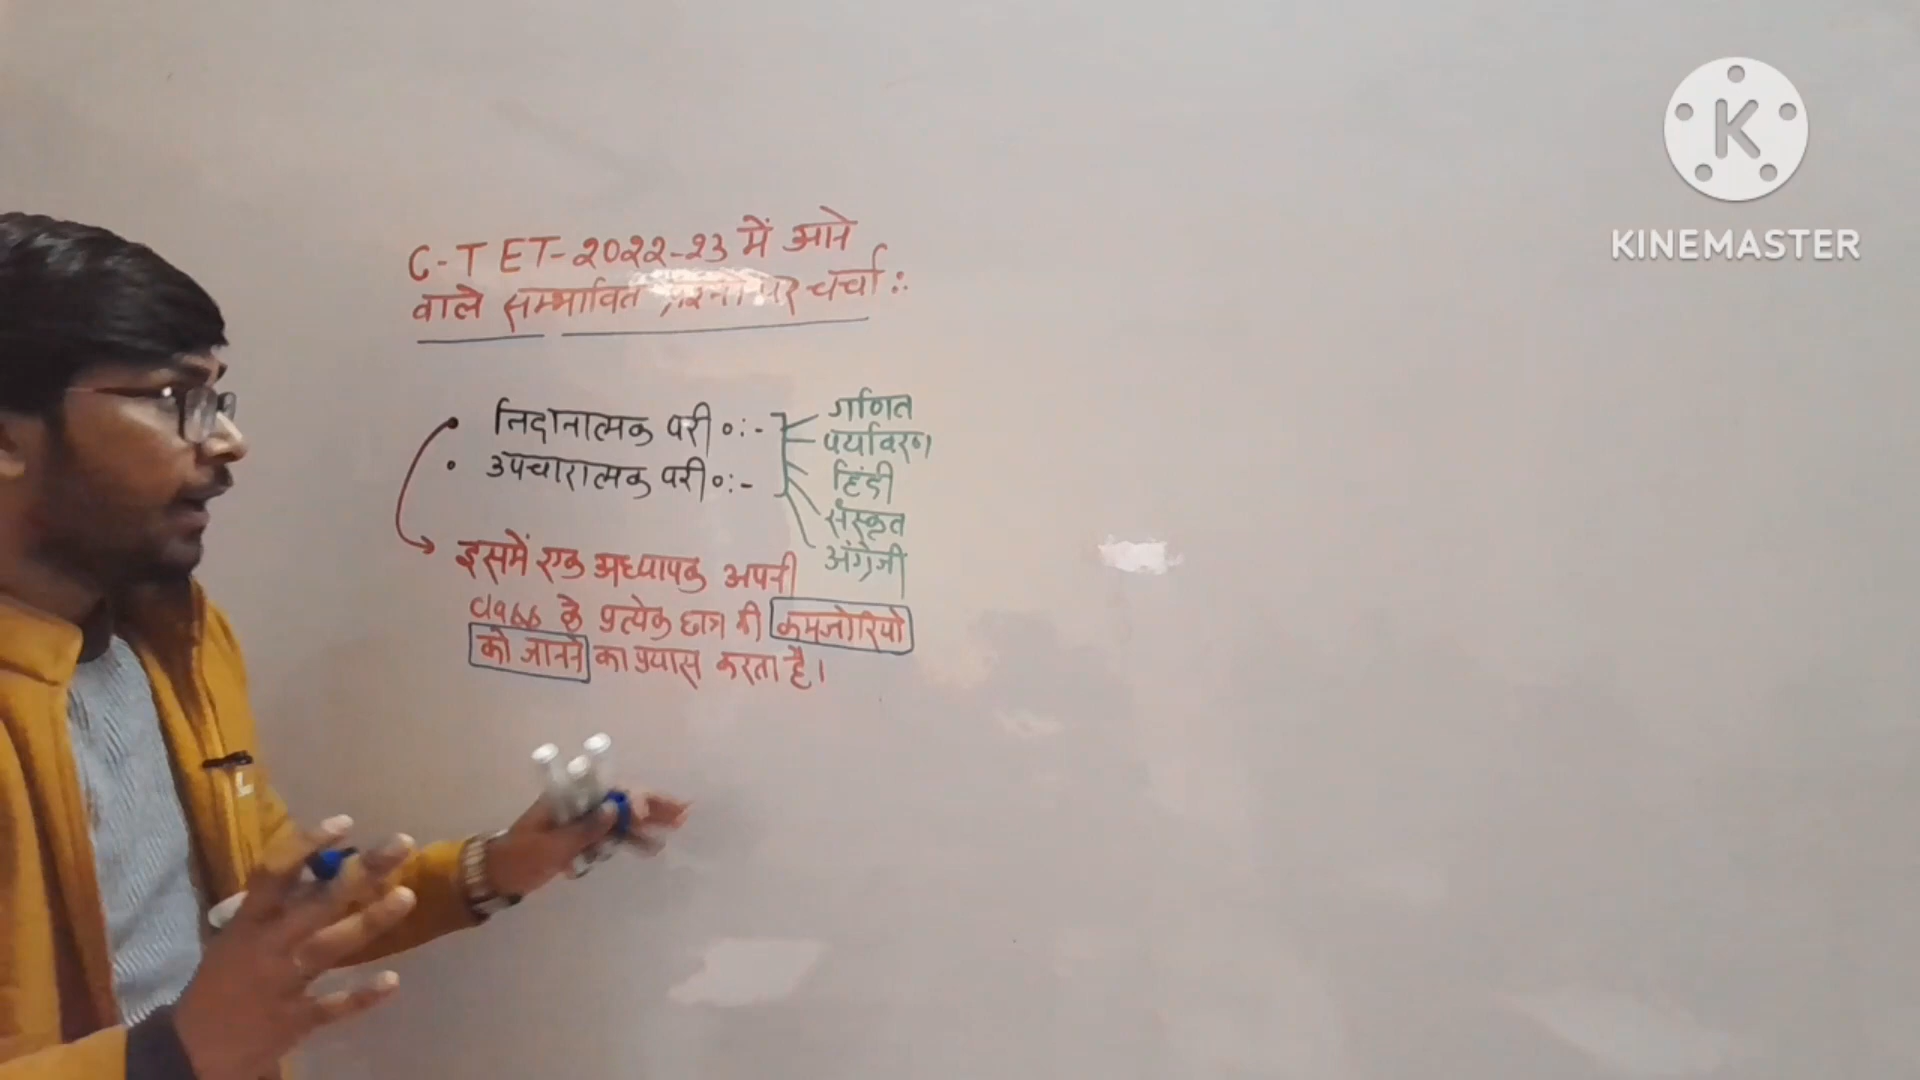 C-TET-2022-23 में आने
वाले सम्भावित प्रश्नो पर चर्चा :.
• निदानात्मक परी०:-
• उपचारात्मक परी०:-
गणित
पर्यावरण
हिंदी
संस्कृत
अंग्रेजी
इसमें एक अध्यापक अपनी
class के प्रत्येक छात्र की कमजोरियो
को जानने का प्रयास करता है।
K
KINEMASTER